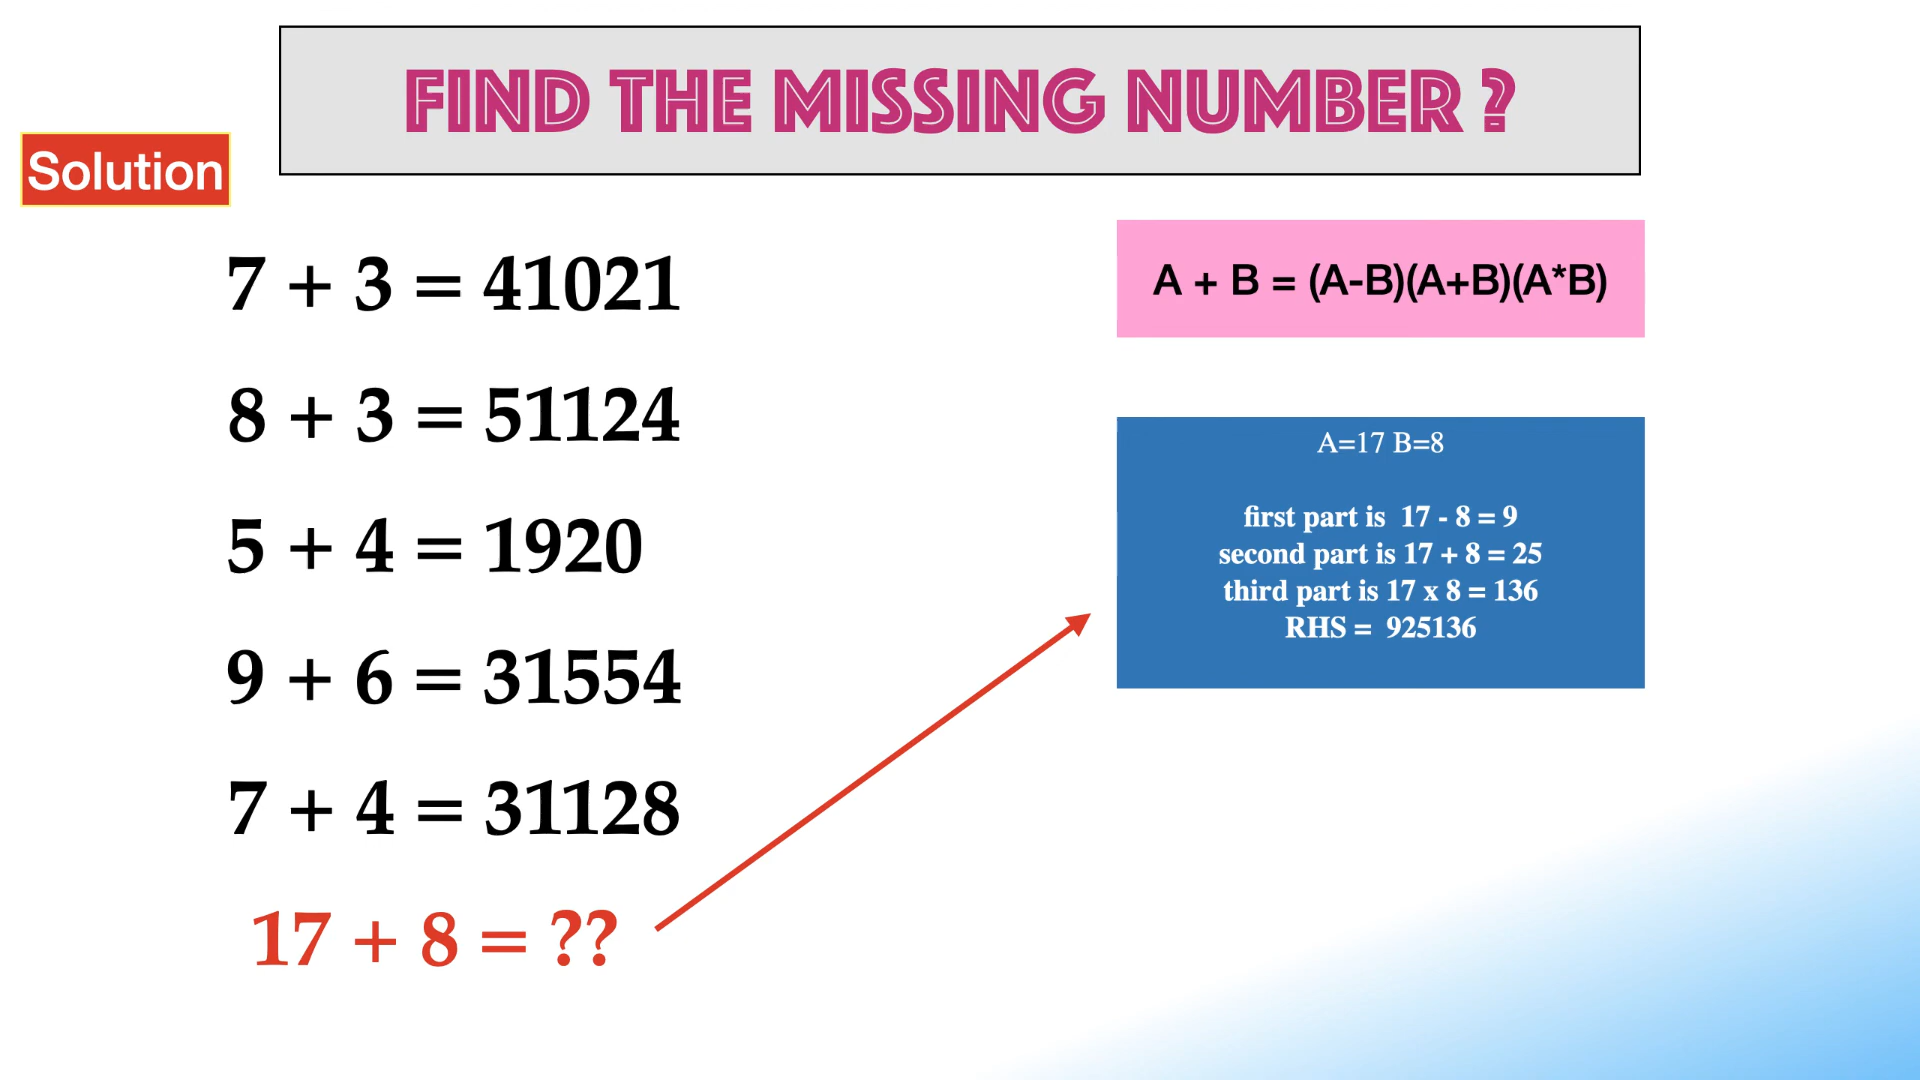 FIND THE MISSING NUMBER ?
Solution
7 + 3 = 41021
8 + 3 = 51124
5 + 4 = 1920
9 + 6 = 31554
7 + 4 = 31128
17 + 8 = ??
A + B = (A-B)(A+B)(A*B)
A=17 B=8
first part is 17 - 8 = 9
second part is 17 + 8 = 25
third part is 17 x 8 = 136
RHS = 925136